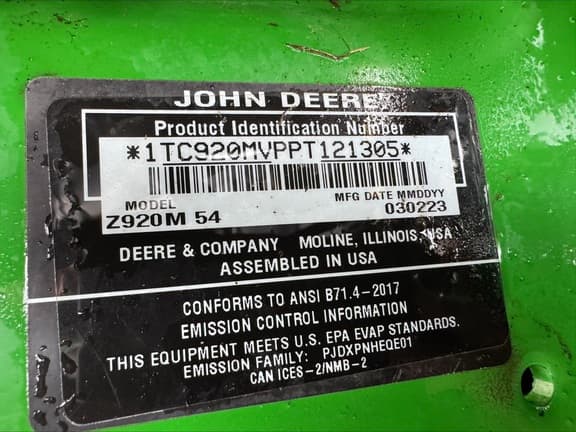 JOHN DEERE
Product Identification Number
*1TC920MVPPT121305*
MODEL MFG DATE MMDDYY
Z920M 54 030223
DEERE & COMPANY MOLINE, ILLINOIS, USA
ASSEMBLED IN USA
CONFORMS TO ANSI B71.4-2017
EMISSION CONTROL INFORMATION
THIS EQUIPMENT MEETS U.S. EPA EVAP STANDARDS.
EMISSION FAMILY: PJDXPNHEQE01
CAN ICES-2/NMB-2